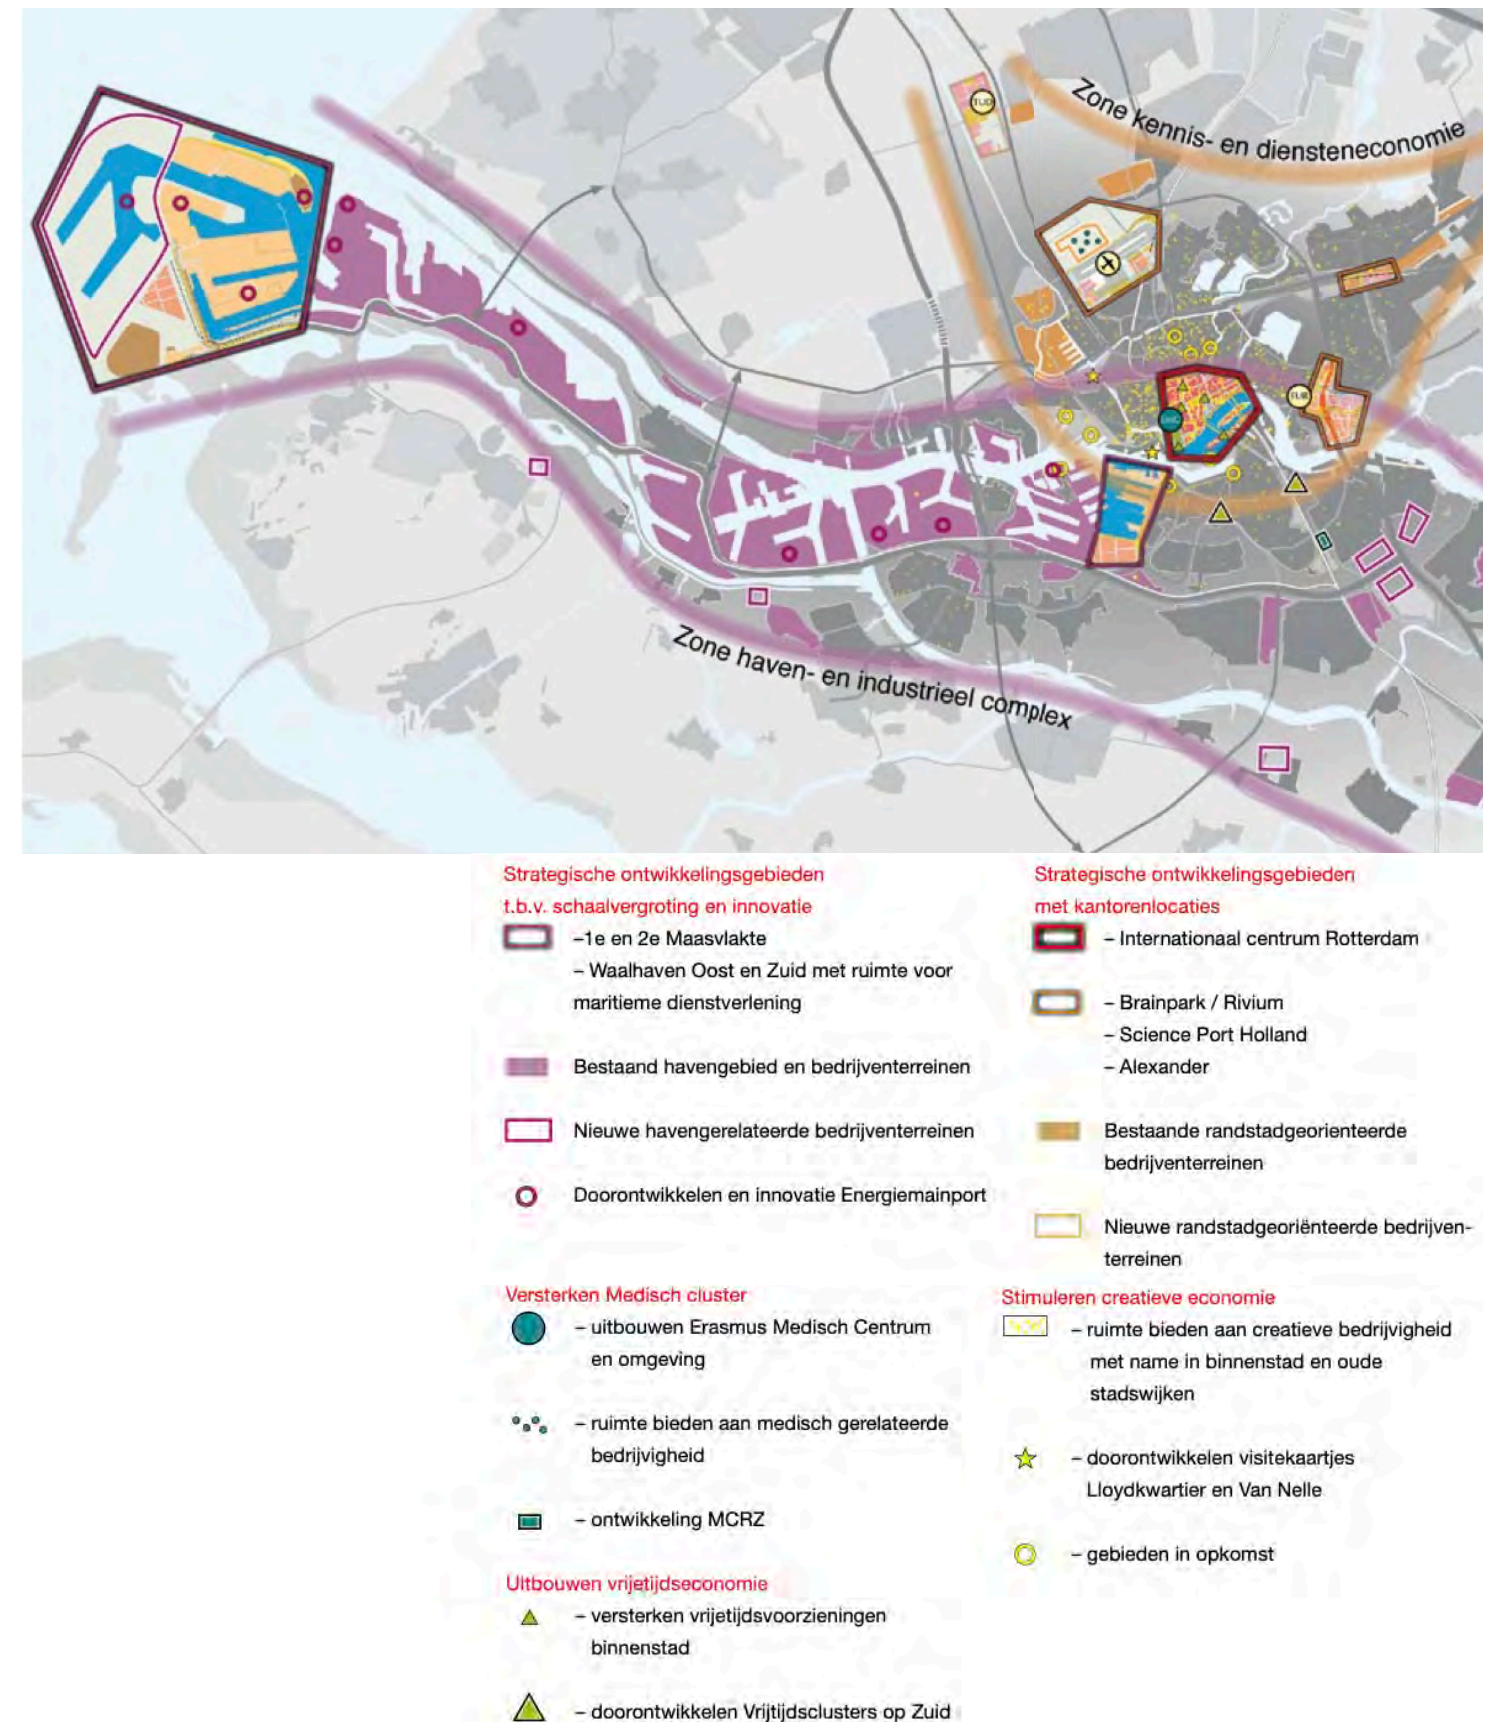 TUD
Zone kennis- en diensteneconomie
EUR
Zone haven- en industrieel complex
Strategische ontwikkelingsgebieden
t.b.v. schaalvergroting en innovatie
–1e en 2e Maasvlakte
– Waalhaven Oost en Zuid met ruimte voor
maritieme dienstverlening
Bestaand havengebied en bedrijventerreinen
Nieuwe havengerelateerde bedrijventerreinen
Doorontwikkelen en innovatie Energiemainport
Strategische ontwikkelingsgebieden
met kantorenlocaties
– Internationaal centrum Rotterdam
– Brainpark / Rivium
– Science Port Holland
– Alexander
Bestaande randstadgeorienteerde
bedrijventerreinen
Nieuwe randstadgeoriënteerde bedrijven-
terreinen
Versterken Medisch cluster
– uitbouwen Erasmus Medisch Centrum
en omgeving
– ruimte bieden aan medisch gerelateerde
bedrijvigheid
– ontwikkeling MCRZ
Uitbouwen vrijetijdseconomie
– versterken vrijetijdsvoorzieningen
binnenstad
– doorontwikkelen Vrijtijdsclusters op Zuid
Stimuleren creatieve economie
– ruimte bieden aan creatieve bedrijvigheid
met name in binnenstad en oude
stadswijken
– doorontwikkelen visitekaartjes
Lloydkwartier en Van Nelle
– gebieden in opkomst